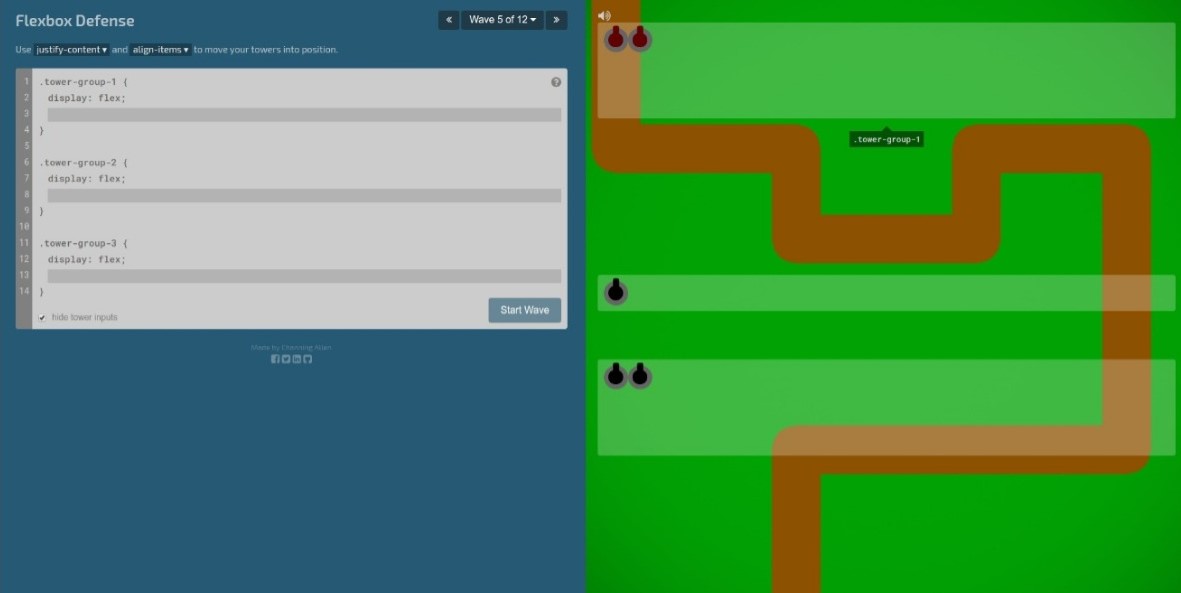 Flexbox Defense
« Wave 5 of 12 ▾ »
Use justify-content ▾ and align-items ▾ to move your towers into position.
1 .tower-group-1 {
2 display: flex;
3
4 }
5
6 .tower-group-2 {
7 display: flex;
8
9 }
10
11 .tower-group-3 {
12 display: flex;
13
14 }
hide tower inputs
Start Wave
Made by Channing Allen
.tower-group-1